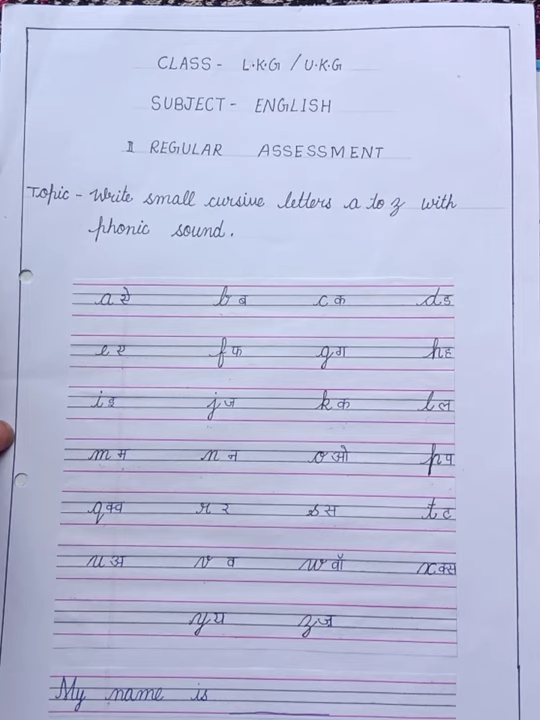 CLASS - L.K.G / U.K.G
SUBJECT - ENGLISH
II REGULAR ASSESSMENT
Topic - Write small cursive letters a to z with
phonic sound.
a ऐ b ब c क d ड
e ए f फ g ग h ह
i इ j ज k क l ल
m म n न o ओ p प
q क्व r र s स t ट
u अ v व w वॉ x क्स
y य z ज
My name is